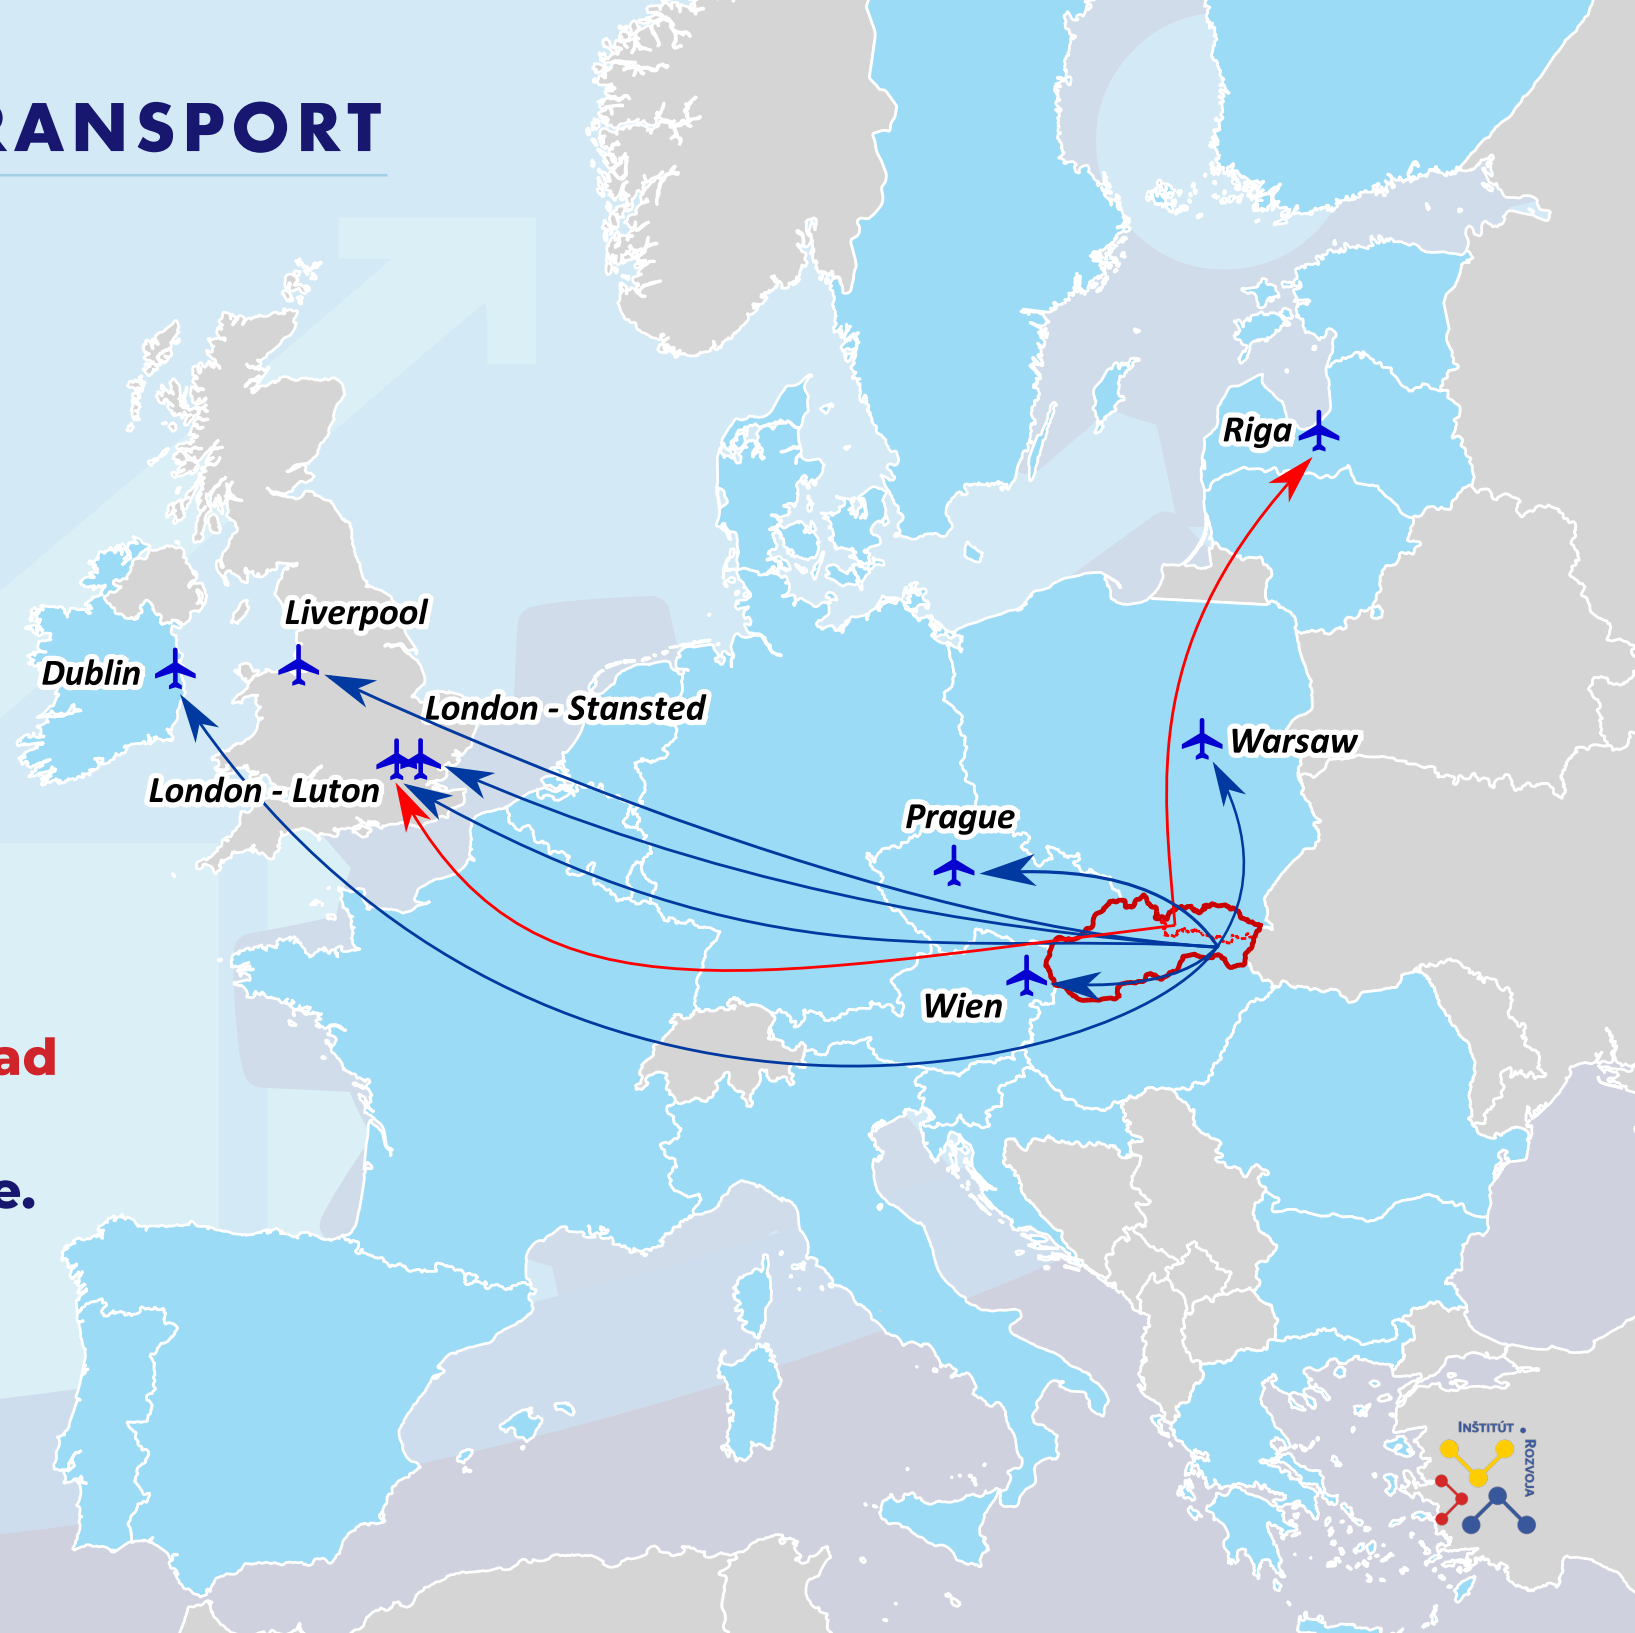 RANSPORT
Riga
Liverpool
Dublin
London - Stansted
Warsaw
London - Luton
Prague
Wien
ad
e.
INŠTITÚT
ROZVOJA